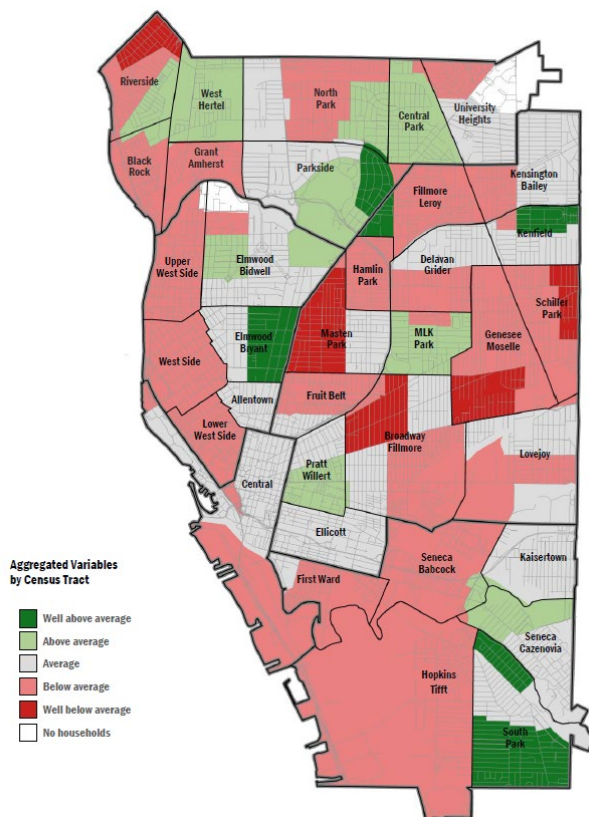 Riverside
West
Hertel
North
Park
Central
Park
University
Heights
Black
Rock
Grant
Amherst
Parkside
Kensington
Bailey
Fillmore
Leroy
Kenfield
Upper
West Side
Elmwood
Bidwell
Hamlin
Park
Delavan
Grider
Schiller
Park
West Side
Elmwood
Bryant
Masten
Park
MLK
Park
Genesee
Moselle
Allentown
Fruit Belt
Lower
West Side
Broadway
Fillmore
Lovejoy
Central
Pratt
Willert
Ellicott
Seneca
Babcock
Kaisertown
First Ward
Seneca
Cazenovia
Hopkins
Tifft
South
Park
Aggregated Variables
by Census Tract
Well above average
Above average
Average
Below average
Well below average
No households